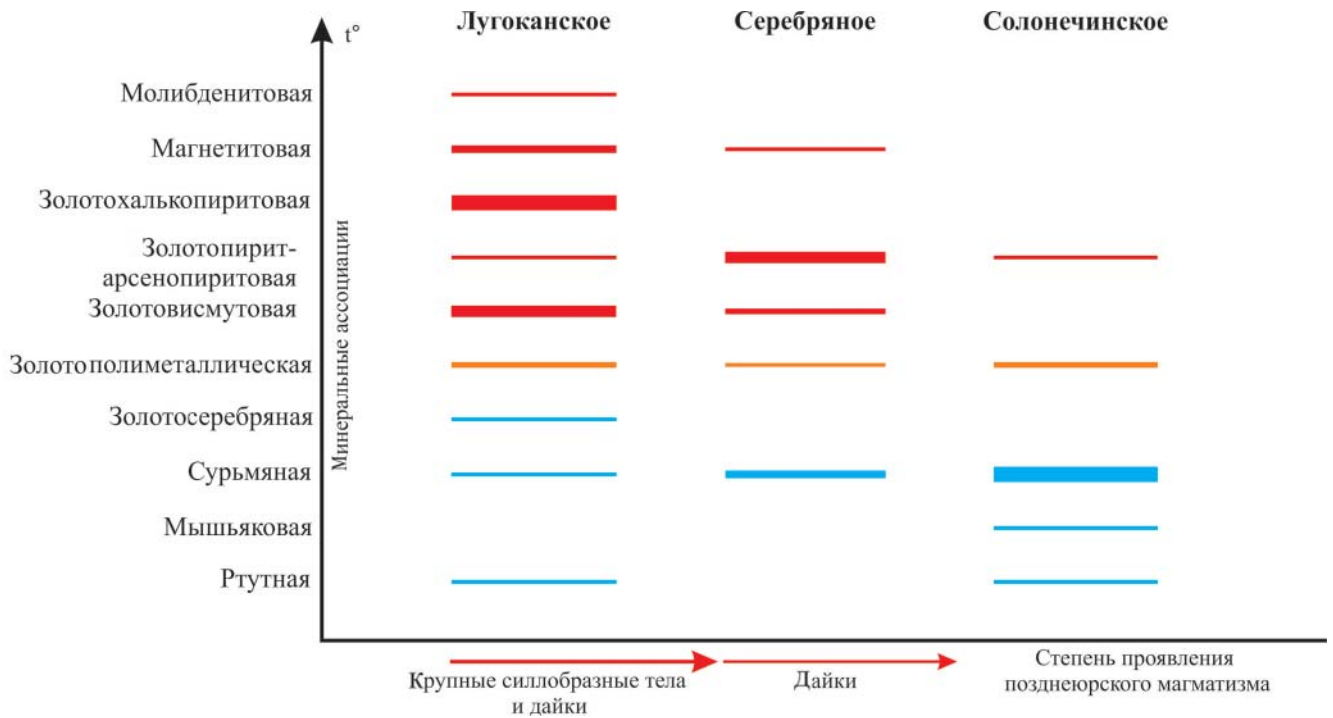 Лугоканское Серебряное Солонечинское
t°
Молибденитовая
Магнетитовая
Золотохалькопиритовая
Золотопирит-
арсенопиритовая
Золотовисмутовая
Золотополиметаллическая
Золотосеребряная
Сурьмяная
Мышьяковая
Ртутная
Минеральные ассоциации
Крупные силлобразные тела
и дайки
Дайки
Степень проявления
позднеюрского магматизма